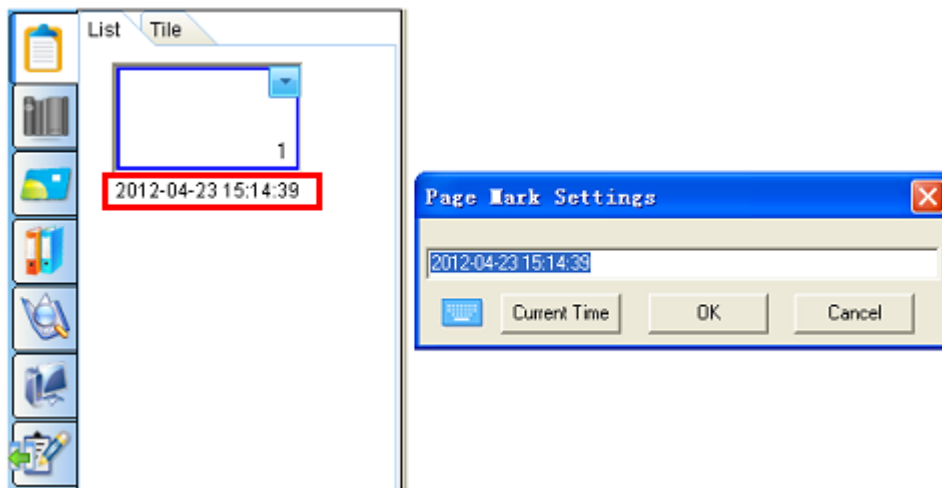 List Tile
1
2012-04-23 15:14:39
Page Mark Settings
2012-04-23 15:14:39
Current Time OK Cancel